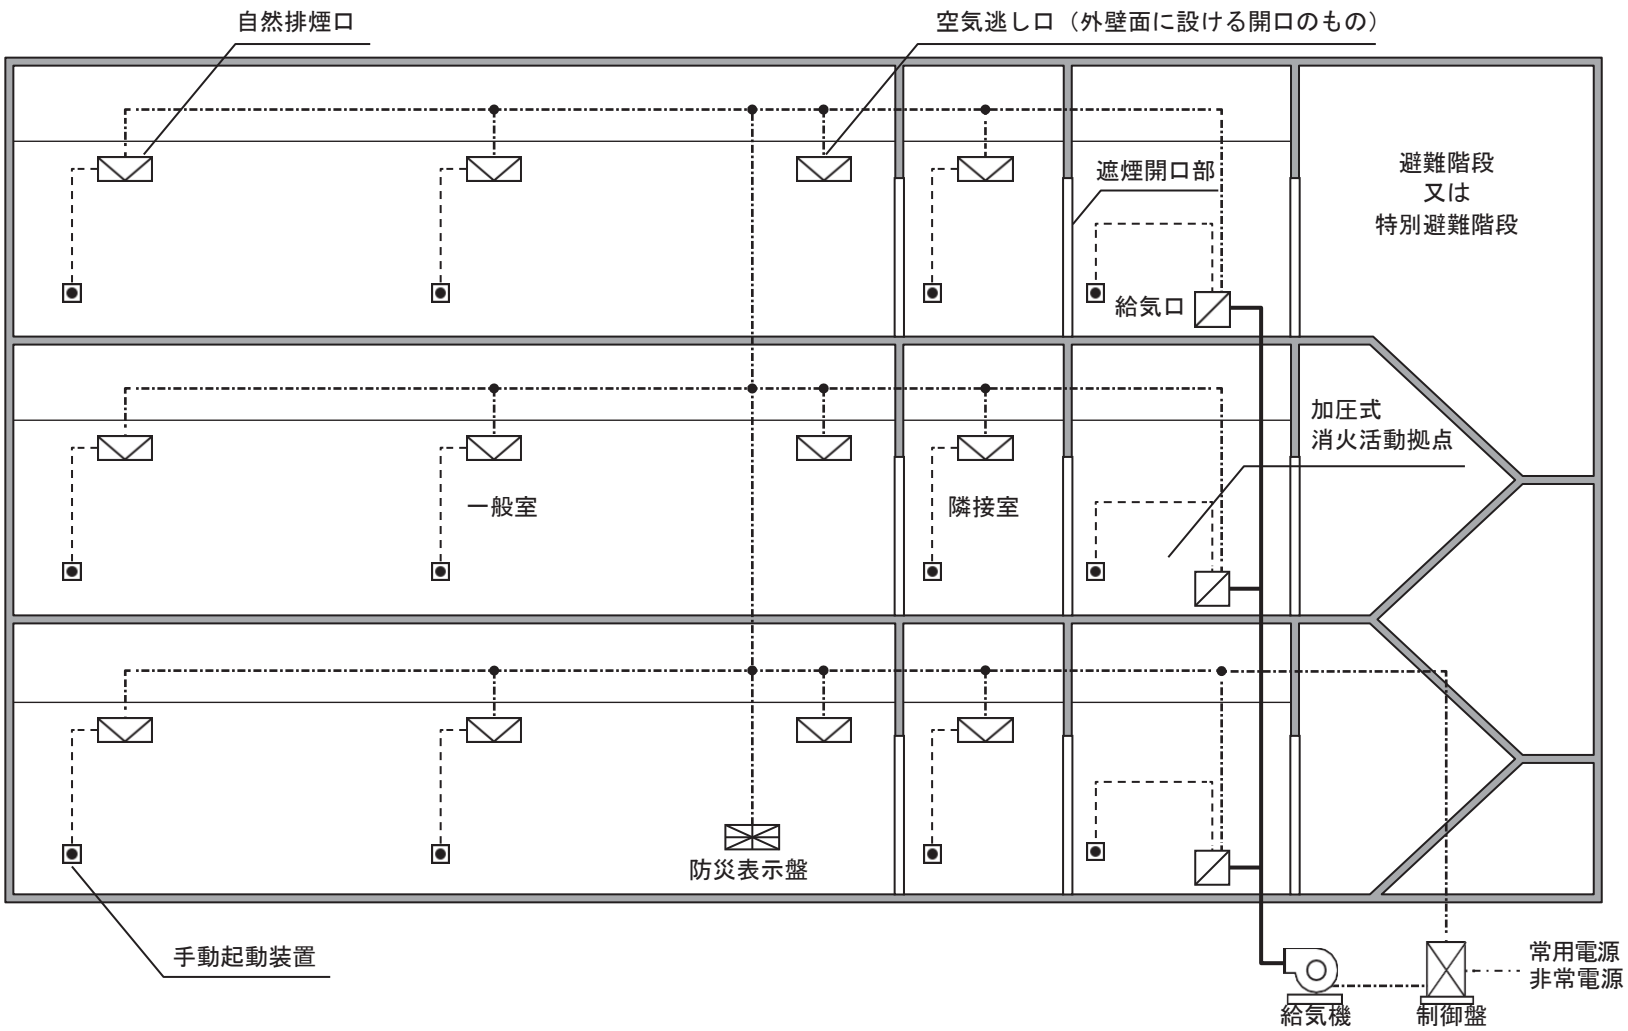 自然排煙口
空気逃し口（外壁面に設ける開口のもの）
遮煙開口部
避難階段
又は
特別避難階段
給気口
加圧式
消火活動拠点
一般室
隣接室
防災表示盤
手動起動装置
常用電源
非常電源
給気機
制御盤